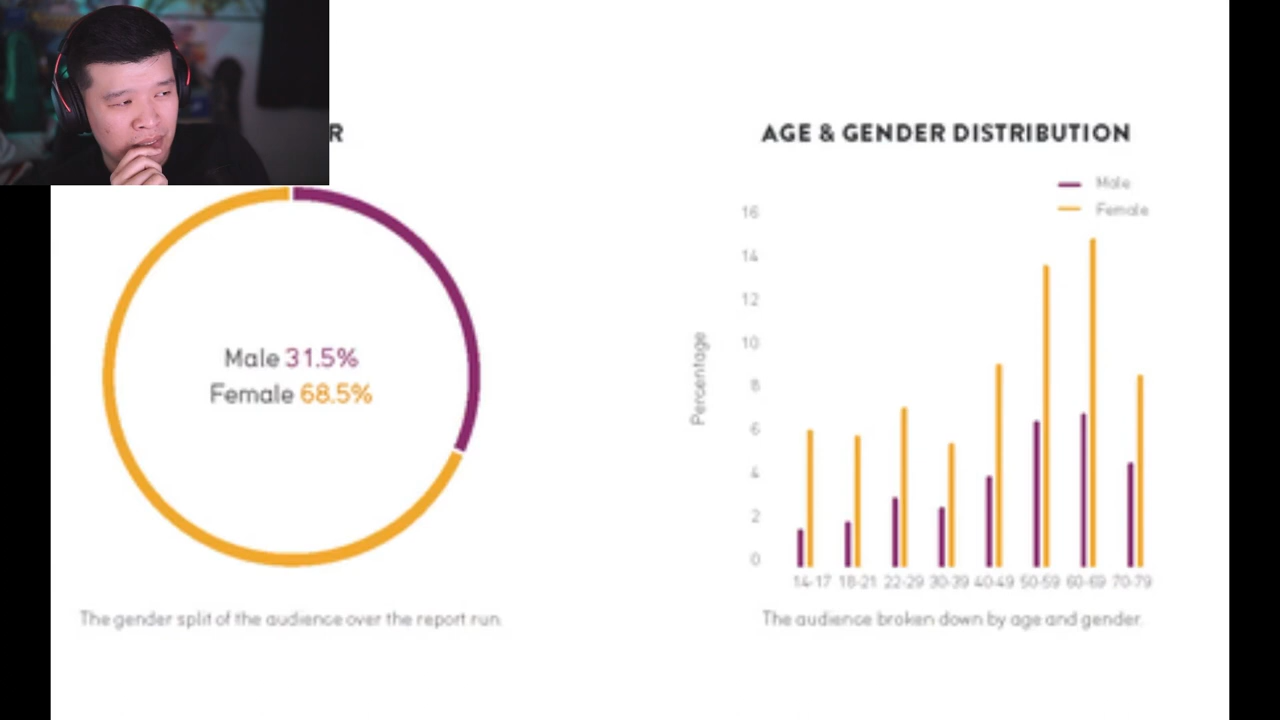 R
AGE & GENDER DISTRIBUTION
Male
Female
16
14
12
10
8
6
4
2
0
Percentage
14-17 18-21 22-29 30-39 40-49 50-59 60-69 70-79
Male 31.5%
Female 68.5%
The gender split of the audience over the report run.
The audience broken down by age and gender.